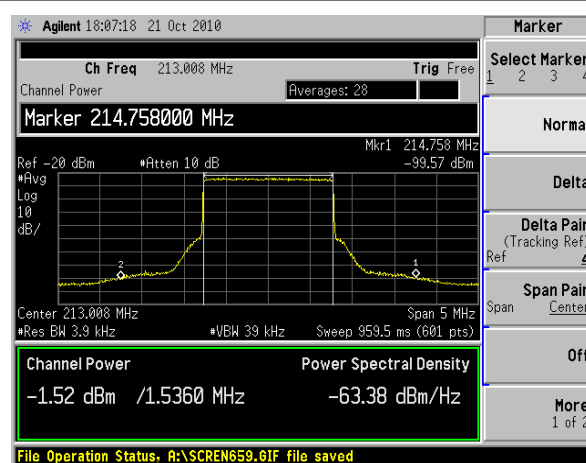 Agilent 18:07:18 21 Oct 2010
Ch Freq 213.008 MHz Trig Free
Channel Power Averages: 28
Marker 214.758000 MHz
Mkr1 214.758 MHz
Ref -20 dBm #Atten 10 dB -99.57 dBm
#Avg
Log
10
dB/
2
1
Center 213.008 MHz Span 5 MHz
#Res BW 3.9 kHz #VBW 39 kHz Sweep 959.5 ms (601 pts)
Channel Power Power Spectral Density
-1.52 dBm /1.5360 MHz -63.38 dBm/Hz
File Operation Status, A:\SCREN659.GIF file saved
Marker
Select Marker
1 2 3 4
Norma
Delta
Delta Pair
(Tracking Ref)
Ref
Span Pair
Span Center
Off
More
1 of 2